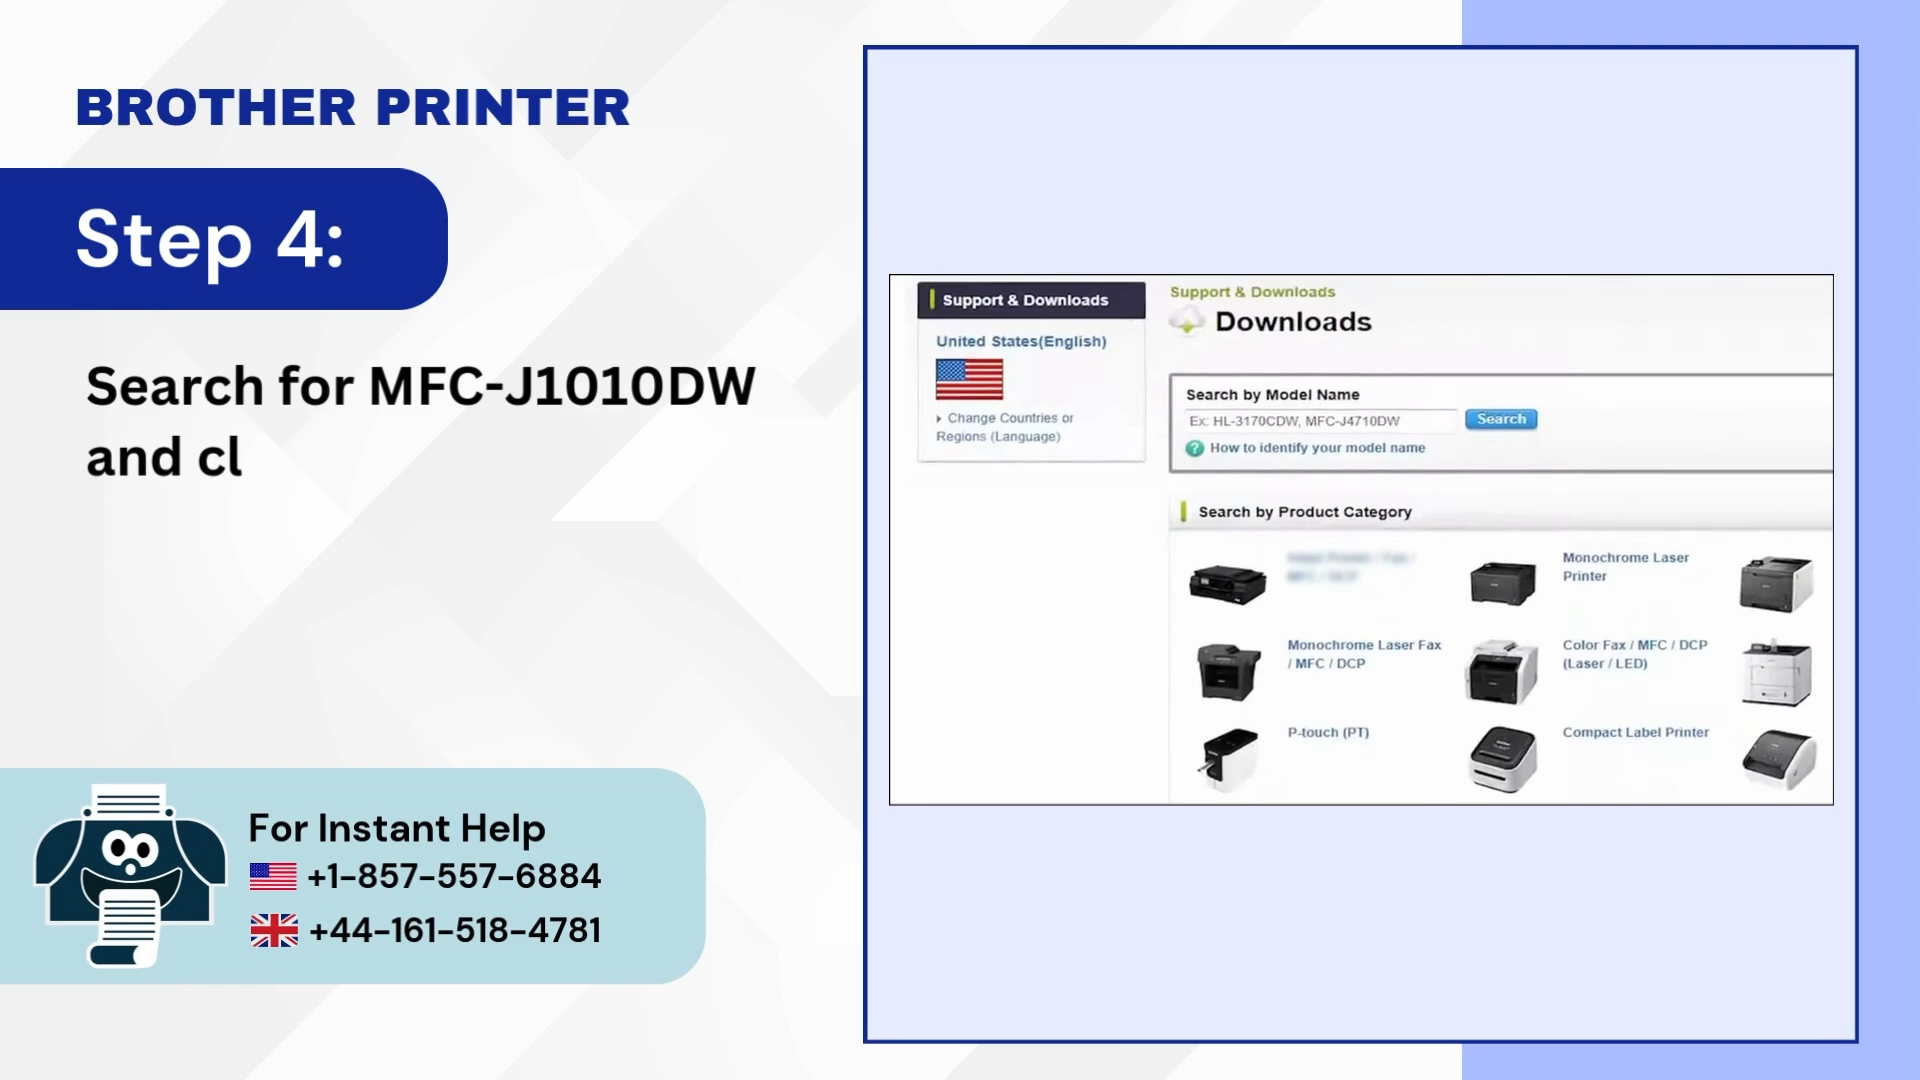 BROTHER PRINTER
Step 4:
Search for MFC-J1010DW
and cl
For Instant Help
+1-857-557-6884
+44-161-518-4781
Support & Downloads
United States(English)
Change Countries or
Regions (Language)
Support & Downloads
Downloads
Search by Model Name
Ex: HL-3170CDW, MFC-J4710DW
Search
? How to identify your model name
Search by Product Category
Monochrome Laser
Printer
Monochrome Laser Fax
/ MFC / DCP
Color Fax / MFC / DCP
(Laser / LED)
P-touch (PT)
Compact Label Printer